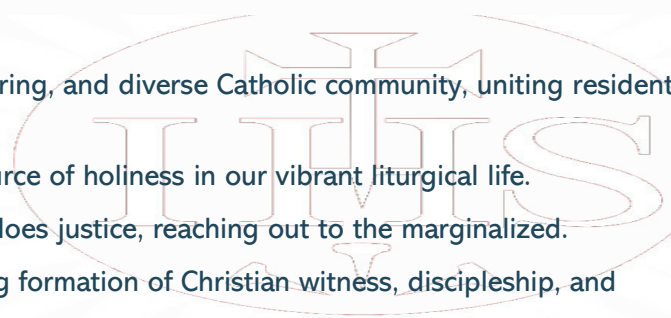 ring, and diverse Catholic community, uniting resident
rce of holiness in our vibrant liturgical life.
does justice, reaching out to the marginalized.
g formation of Christian witness, discipleship, and
IHS